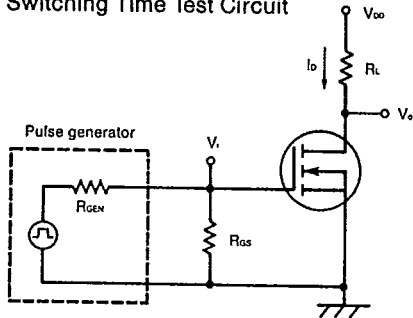 Switching Time Test Circuit
VDD
ID
RL
Vo
Pulse generator
Vi
RGEN
RGS